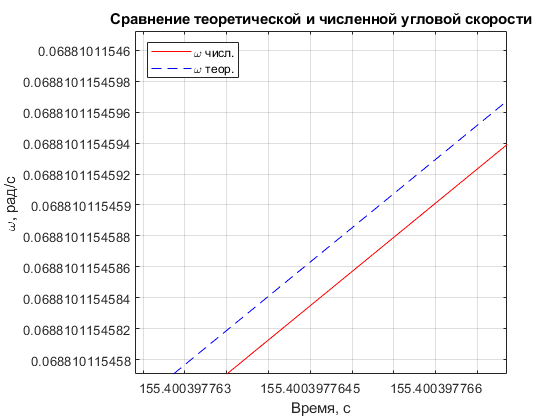 Сравнение теоретической и численной угловой скорости
ω числ.
ω теор.
0.06881011546
0.0688101154598
0.0688101154596
0.0688101154594
0.0688101154592
0.068810115459
0.0688101154588
0.0688101154586
0.0688101154584
0.0688101154582
0.068810115458
ω, рад/с
155.400397763
155.4003977645
155.400397766
Время, с